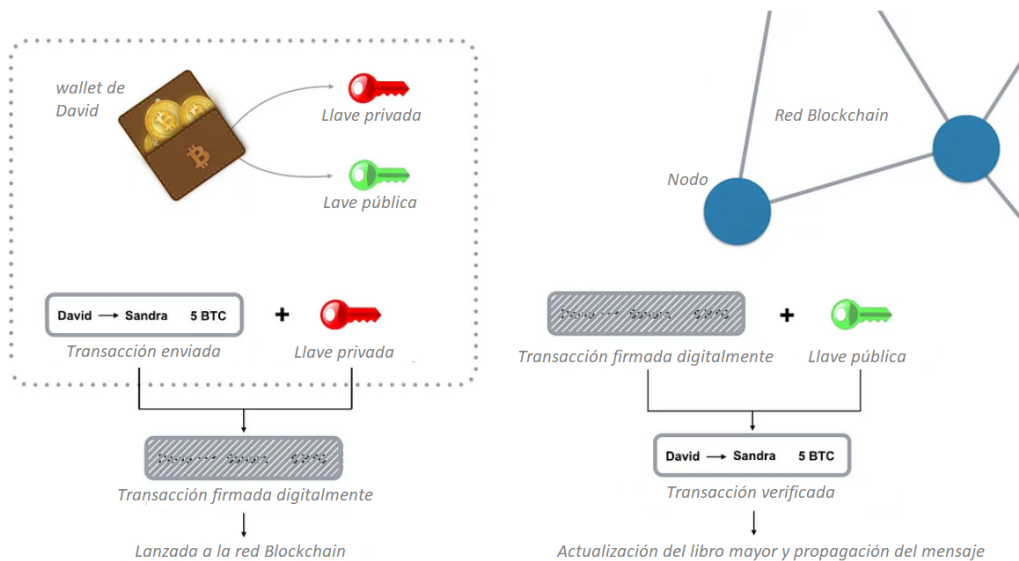 wallet de
David
Llave privada
Lave pública
David → Sandra 5 BTC
Transacción enviada
+
Llave privada
Transacción firmada digitalmente
Lanzada a la red Blockchain
Red Blockchain
Nodo
+
Transacción firmada digitalmente
Llave pública
David → Sandra 5 BTC
Transacción verificada
Actualización del libro mayor y propagación del mensaje